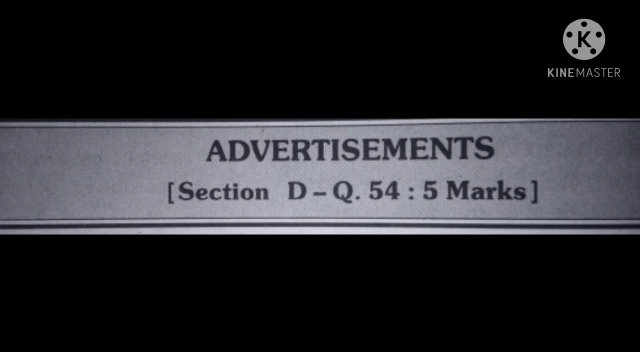 K
KINEMASTER
ADVERTISEMENTS
[Section D – Q. 54 : 5 Marks]